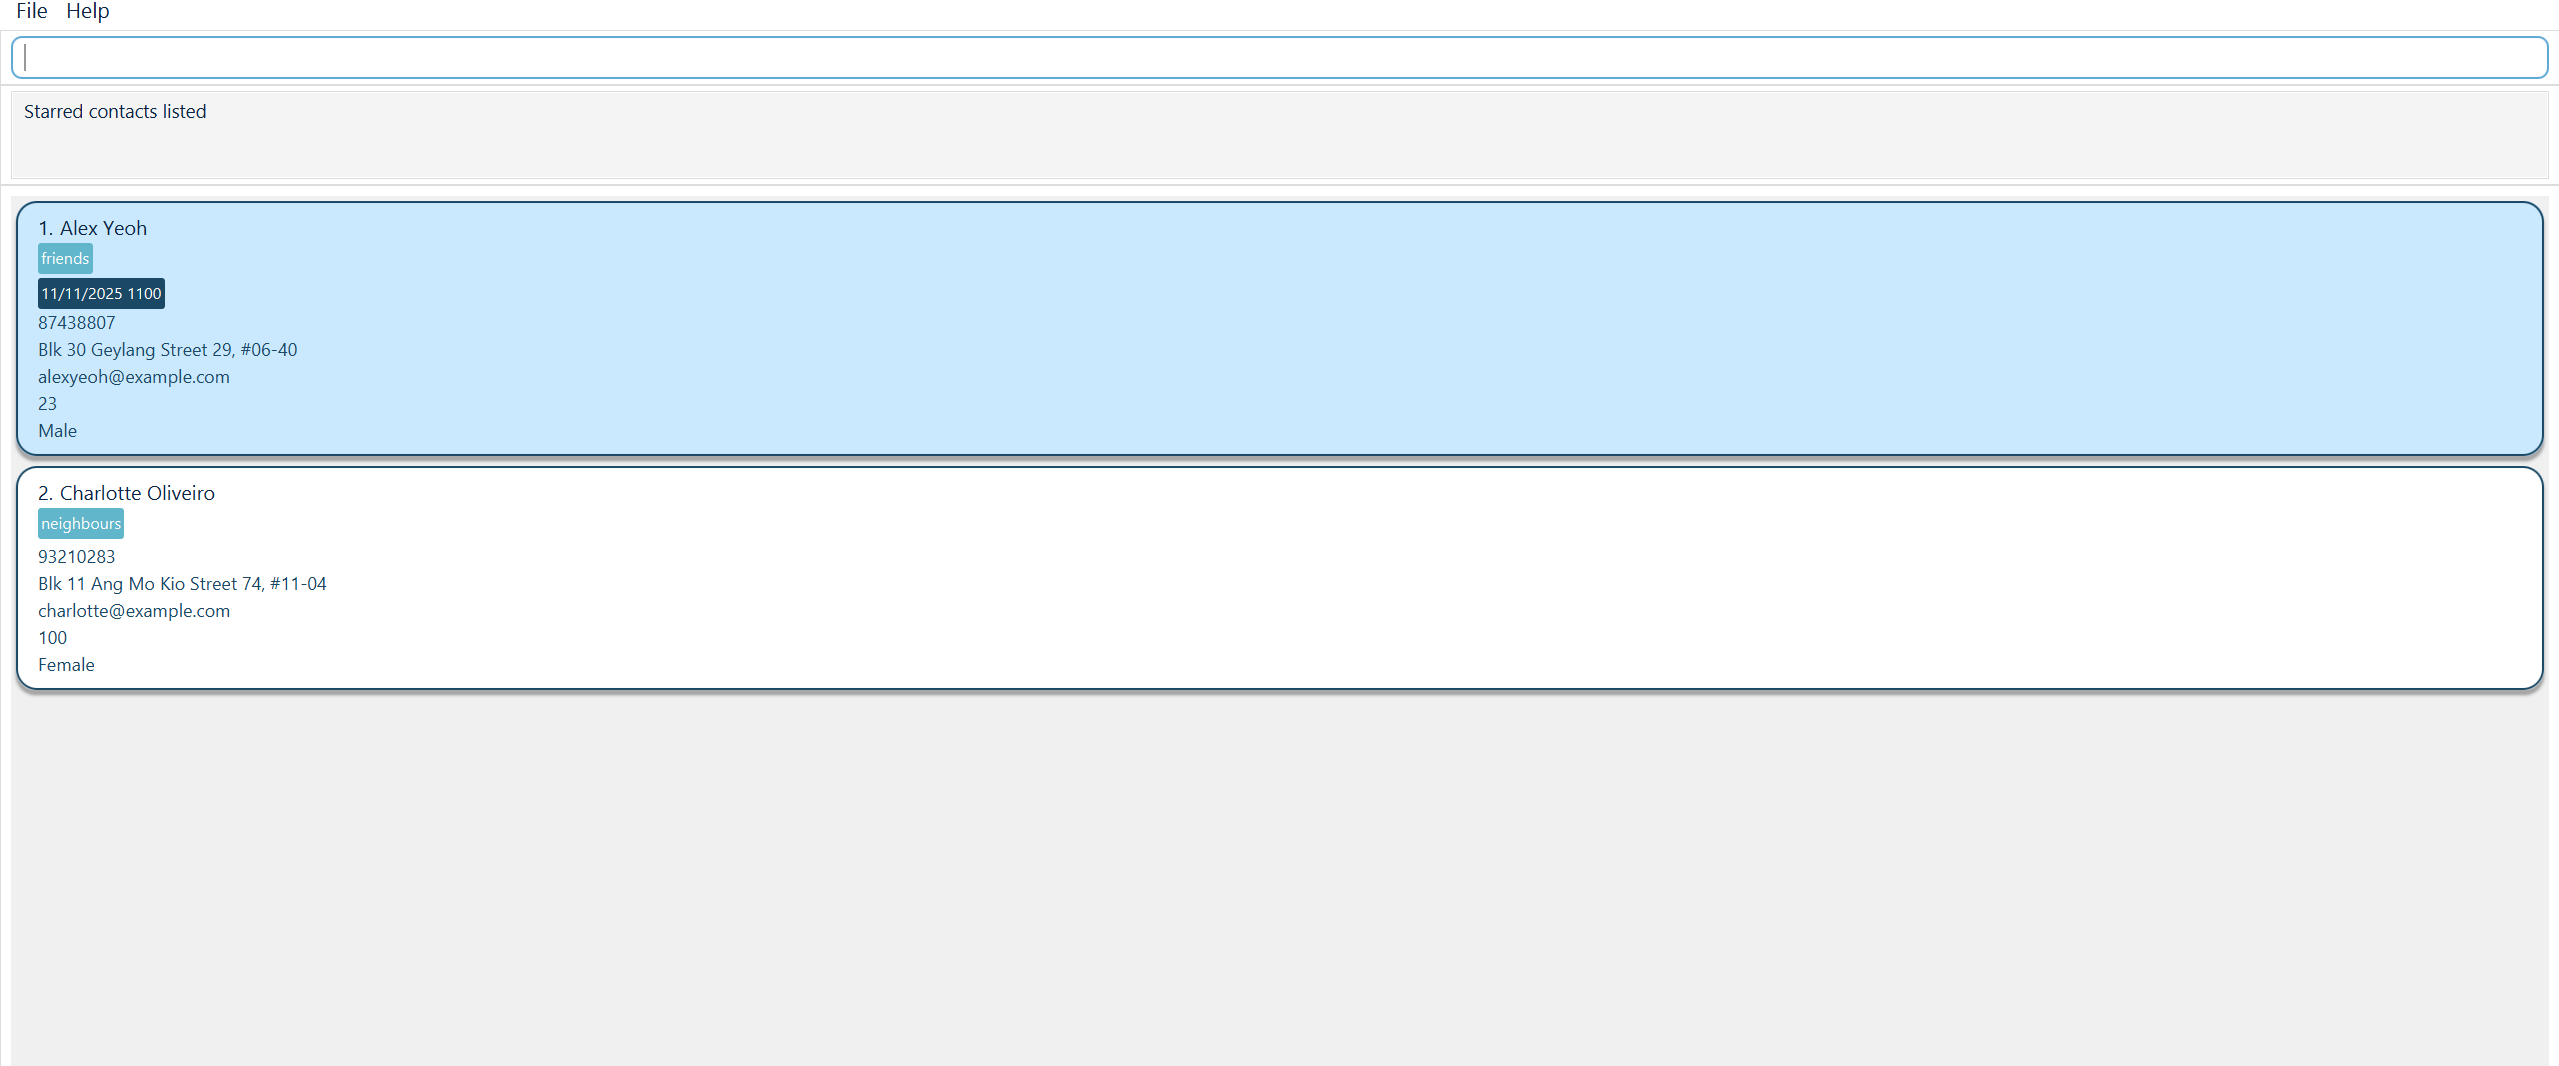 File Help
Starred contacts listed
1. Alex Yeoh
friends
11/11/2025 1100
87438807
Blk 30 Geylang Street 29, #06-40
alexyeoh@example.com
23
Male
2. Charlotte Oliveiro
neighbours
93210283
Blk 11 Ang Mo Kio Street 74, #11-04
charlotte@example.com
100
Female